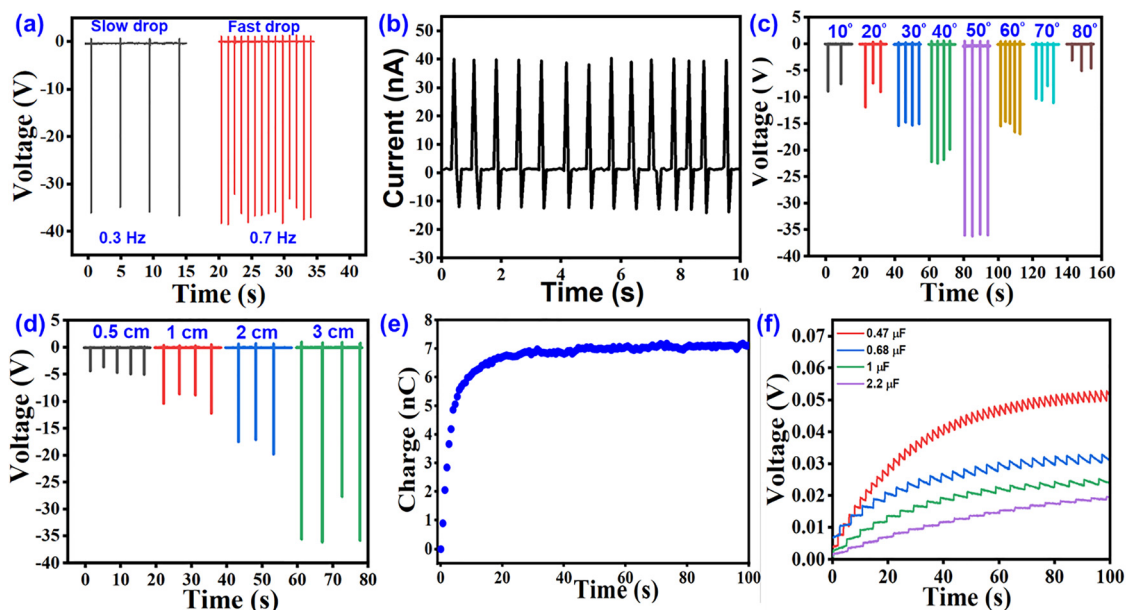 (a)
Slow drop Fast drop
0
-10
-20
-30
-40
Voltage (V)
0.3 Hz 0.7 Hz
0 5 10 15 20 25 30 35 40
Time (s)
(b)
50
40
30
20
10
0
-10
-20
-30
Current (nA)
0 2 4 6 8 10
Time (s)
(c)
10° 20° 30° 40° 50° 60° 70° 80°
5
0
-5
-10
-15
-20
-25
-30
-35
-40
Voltage (V)
0 20 40 60 80 100 120 140 160
Time (s)
(d)
0.5 cm 1 cm 2 cm 3 cm
5
0
-5
-10
-15
-20
-25
-30
-35
-40
Voltage (V)
0 10 20 30 40 50 60 70 80
Time (s)
(e)
8
7
6
5
4
3
2
1
0
Charge (nC)
0 20 40 60 80 100
Time (s)
(f)
0.07
0.06
0.05
0.04
0.03
0.02
0.01
0.00
Voltage (V)
0.47 µF
0.68 µF
1 µF
2.2 µF
0 20 40 60 80 100
Time (s)